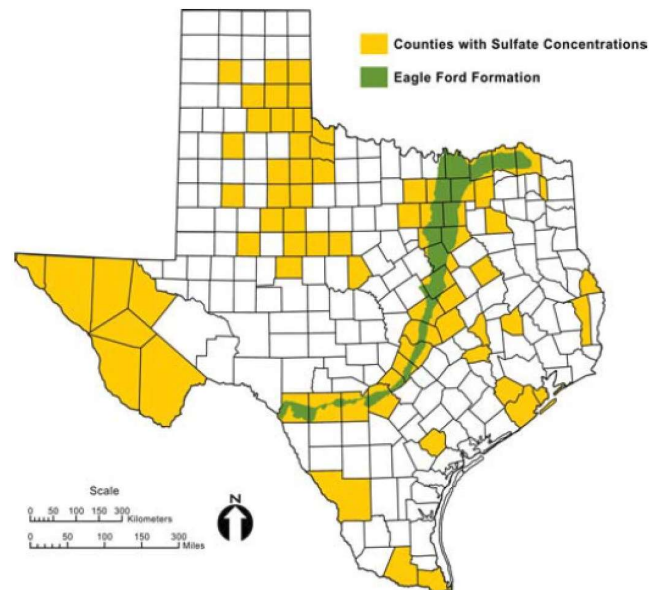 Counties with Sulfate Concentrations
Eagle Ford Formation
Scale
0 50 100 150 300
Kilometers
N
0 50 100 150 300
Miles